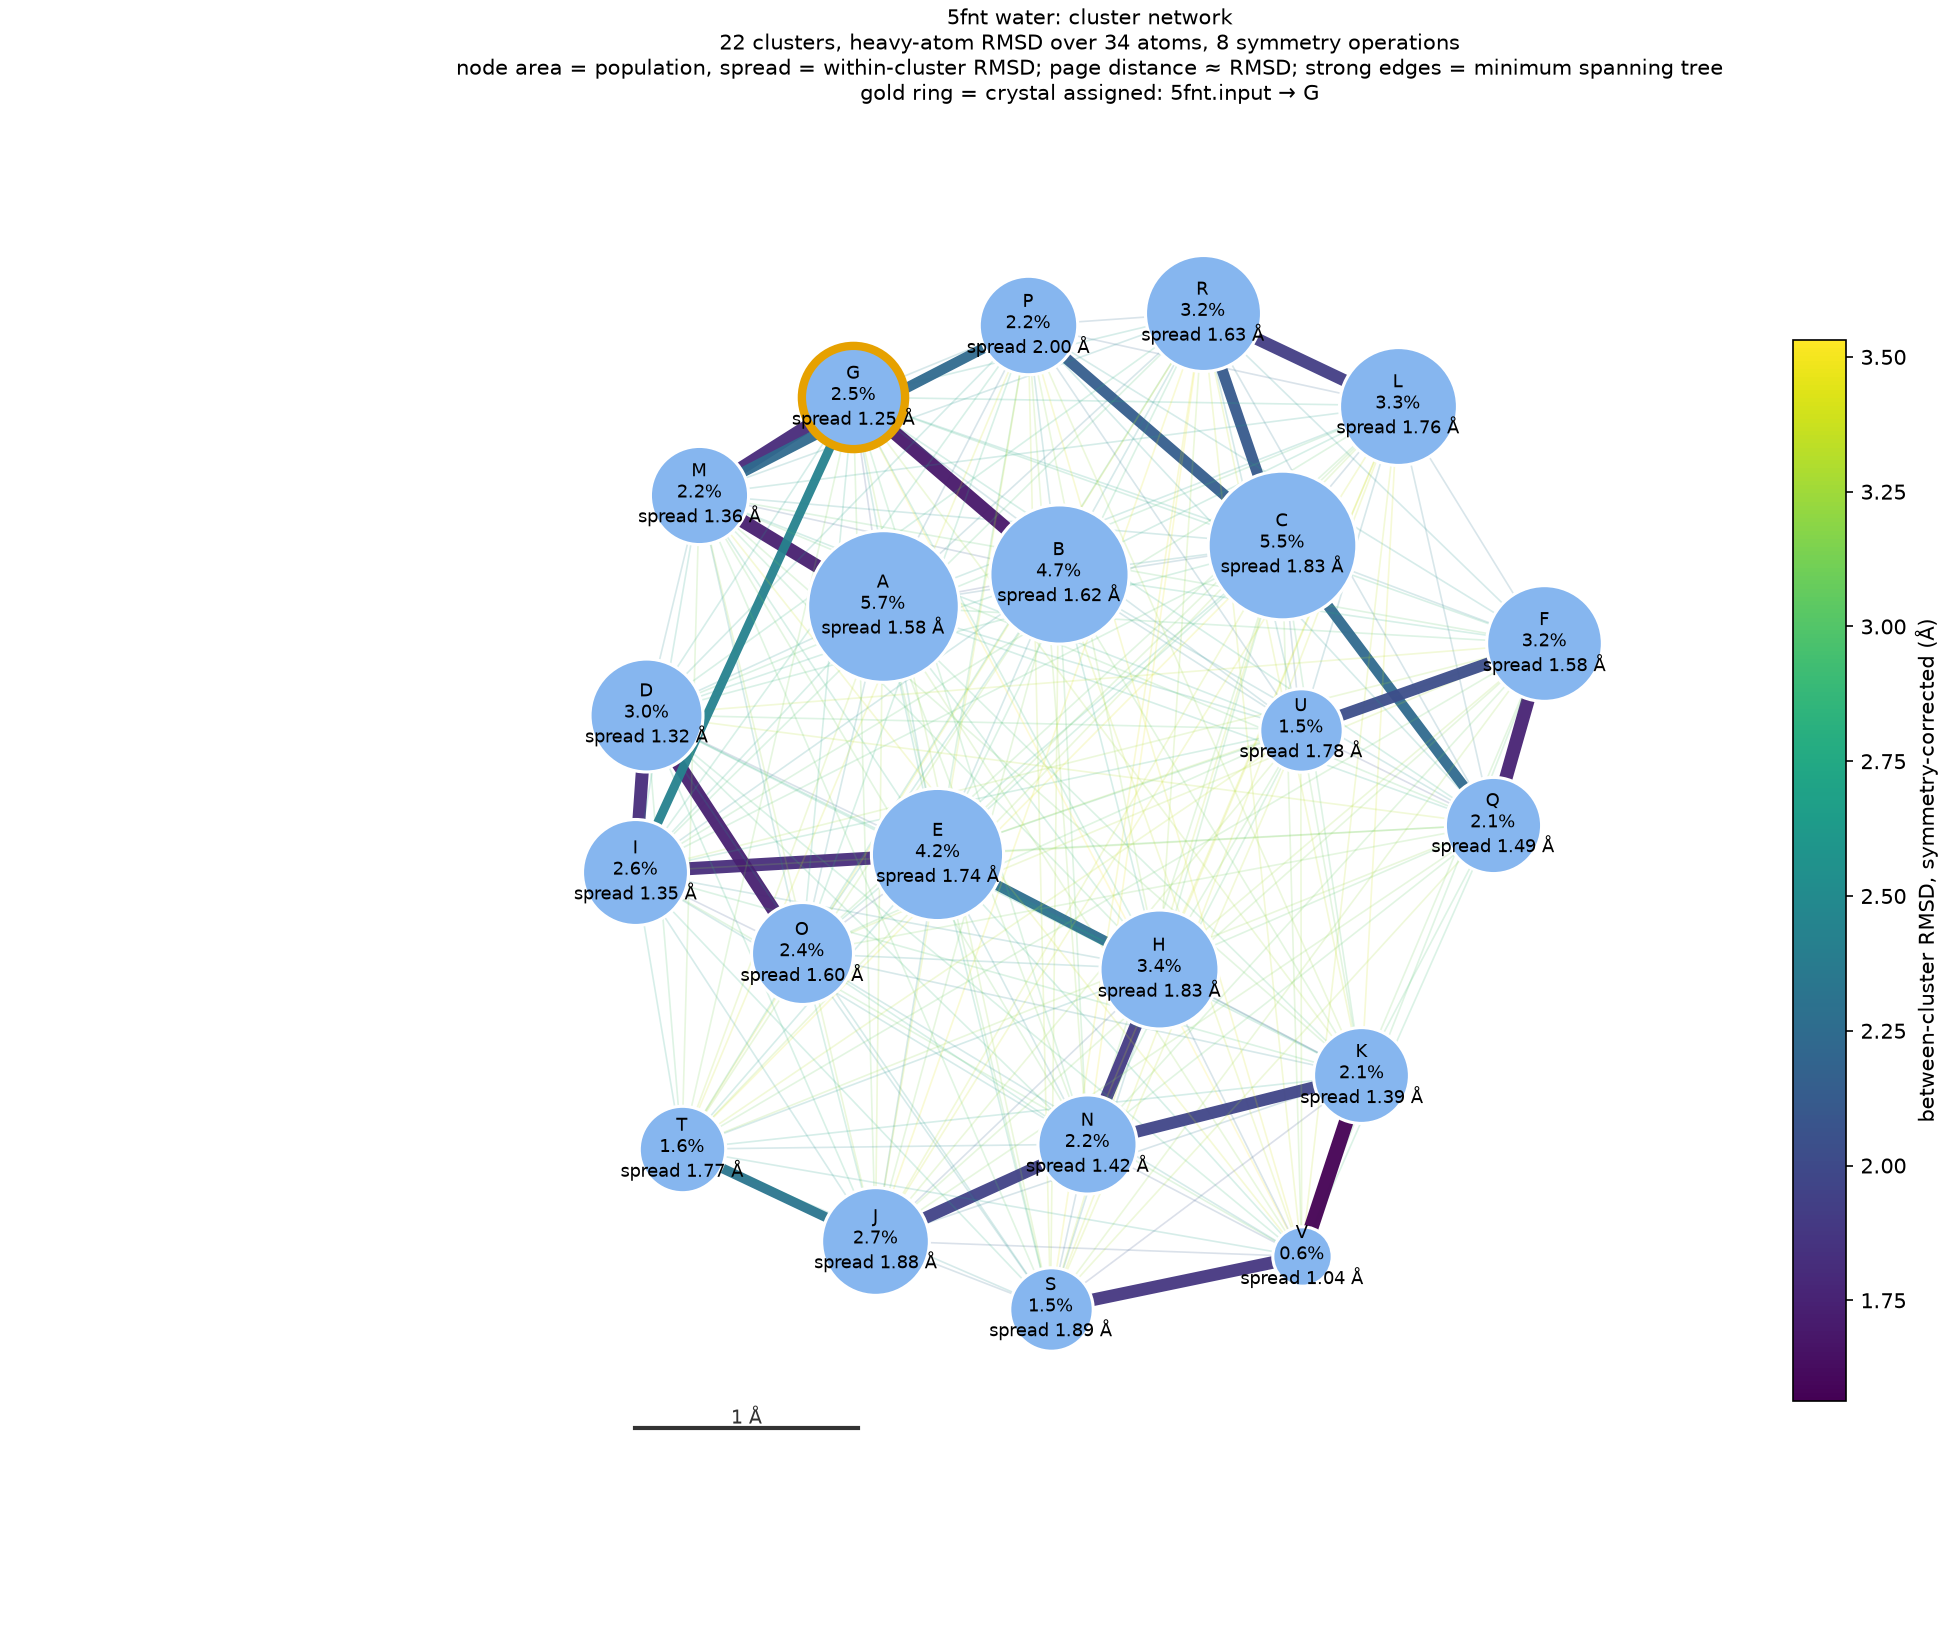 5fnt water: cluster network
22 clusters, heavy-atom RMSD over 34 atoms, 8 symmetry operations
node area = population, spread = within-cluster RMSD; page distance ≈ RMSD; strong edges = minimum spanning tree
gold ring = crystal assigned: 5fnt.input → G
R
3.2%
spread 1.63 Å
P
2.2%
spread 2.00 Å
G
2.5%
spread 1.25 Å
L
3.3%
spread 1.76 Å
M
2.2%
spread 1.36 Å
C
5.5%
spread 1.83 Å
B
4.7%
spread 1.62 Å
A
5.7%
spread 1.58 Å
F
3.2%
spread 1.58 Å
D
3.0%
spread 1.32 Å
U
1.5%
spread 1.78 Å
Q
2.1%
spread 1.49 Å
E
4.2%
spread 1.74 Å
I
2.6%
spread 1.35 Å
O
2.4%
spread 1.60 Å
H
3.4%
spread 1.83 Å
K
2.1%
spread 1.39 Å
N
2.2%
spread 1.42 Å
T
1.6%
spread 1.77 Å
J
2.7%
spread 1.88 Å
V
0.6%
spread 1.04 Å
S
1.5%
spread 1.89 Å
1 Å
3.50
3.25
3.00
2.75
2.50
2.25
2.00
1.75
between-cluster RMSD, symmetry-corrected (Å)